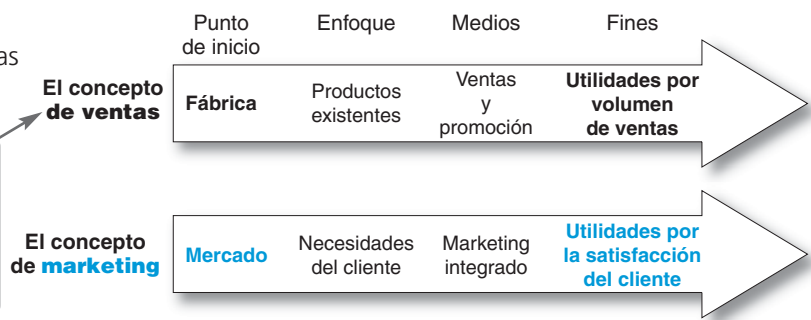 Punto
de inicio
Enfoque
Medios
Fines
as
El concepto
de ventas
Fábrica
Productos
existentes
Ventas
y
promoción
Utilidades por
volumen
de ventas
El concepto
de marketing
Mercado
Necesidades
del cliente
Marketing
integrado
Utilidades por
la satisfacción
del cliente